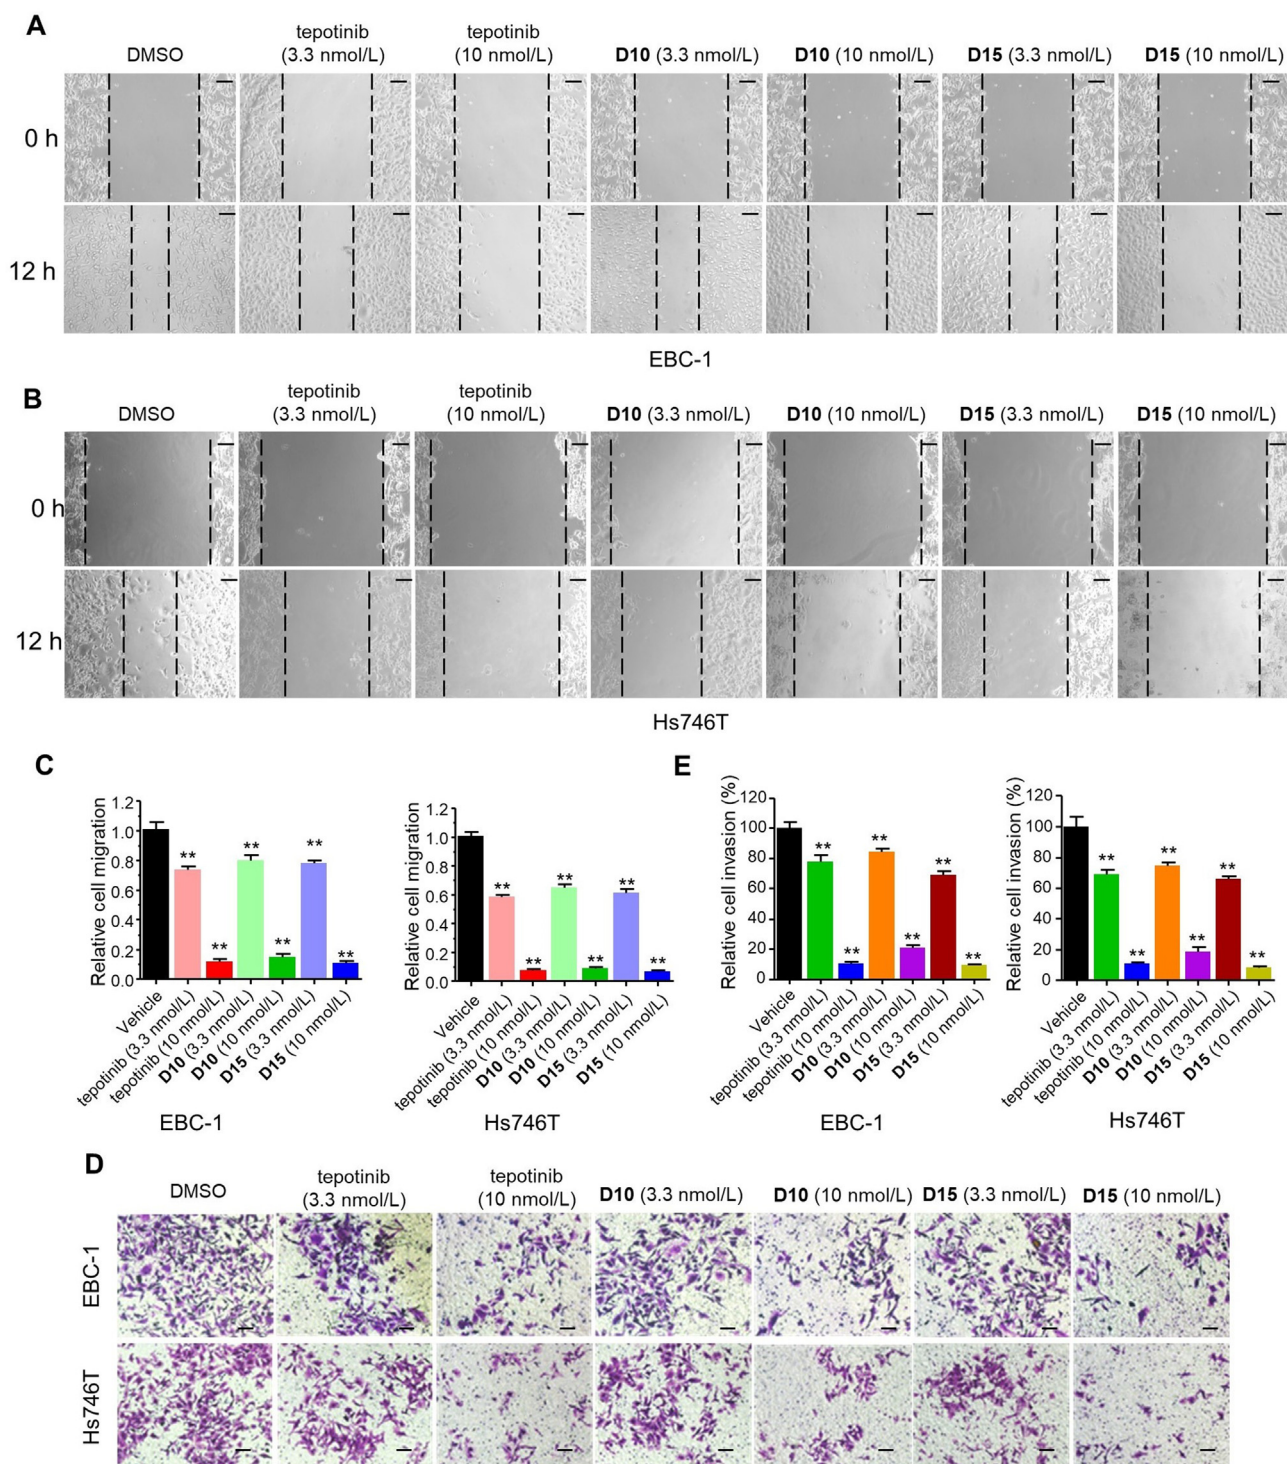 A
DMSO
tepotinib
(3.3 nmol/L)
tepotinib
(10 nmol/L)
D10 (3.3 nmol/L)
D10 (10 nmol/L)
D15 (3.3 nmol/L)
D15 (10 nmol/L)
0 h
12 h
EBC-1
B
DMSO
tepotinib
(3.3 nmol/L)
tepotinib
(10 nmol/L)
D10 (3.3 nmol/L)
D10 (10 nmol/L)
D15 (3.3 nmol/L)
D15 (10 nmol/L)
0 h
12 h
Hs746T
C
Relative cell migration
1.2
1.0
0.8
0.6
0.4
0.2
0.0
**
**
**
**
**
**
Vehicle
tepotinib (3.3 nmol/L)
tepotinib (10 nmol/L)
D10 (3.3 nmol/L)
D10 (10 nmol/L)
D15 (3.3 nmol/L)
D15 (10 nmol/L)
EBC-1
Relative cell migration
1.2
1.0
0.8
0.6
0.4
0.2
0.0
**
**
**
**
**
**
Vehicle
tepotinib (3.3 nmol/L)
tepotinib (10 nmol/L)
D10 (3.3 nmol/L)
D10 (10 nmol/L)
D15 (3.3 nmol/L)
D15 (10 nmol/L)
Hs746T
E
Relative cell invasion (%)
120
100
80
60
40
20
0
**
**
**
**
**
**
Vehicle
tepotinib (3.3 nmol/L)
tepotinib (10 nmol/L)
D10 (3.3 nmol/L)
D10 (10 nmol/L)
D15 (3.3 nmol/L)
D15 (10 nmol/L)
EBC-1
Relative cell invasion (%)
120
100
80
60
40
20
0
**
**
**
**
**
**
Vehicle
tepotinib (3.3 nmol/L)
tepotinib (10 nmol/L)
D10 (3.3 nmol/L)
D10 (10 nmol/L)
D15 (3.3 nmol/L)
D15 (10 nmol/L)
Hs746T
D
DMSO
tepotinib
(3.3 nmol/L)
tepotinib
(10 nmol/L)
D10 (3.3 nmol/L)
D10 (10 nmol/L)
D15 (3.3 nmol/L)
D15 (10 nmol/L)
EBC-1
Hs746T